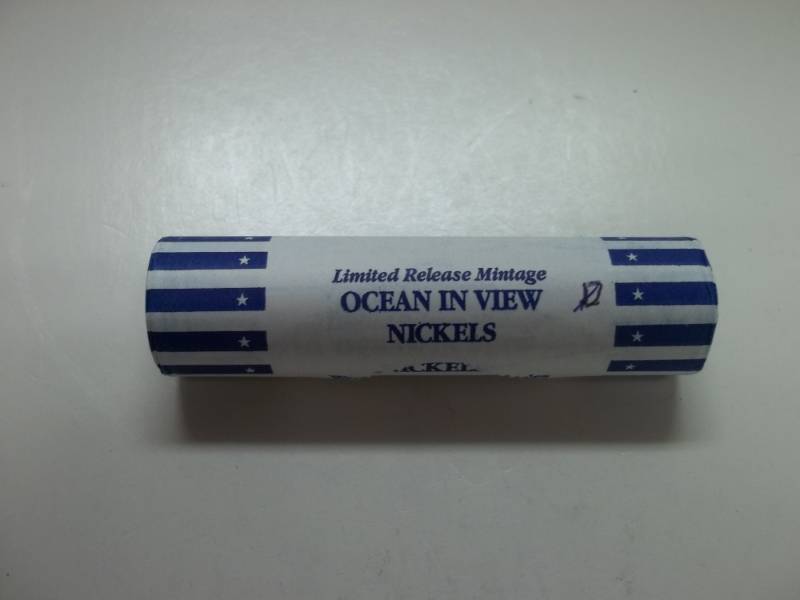 Limited Release Mintage
OCEAN IN VIEW
NICKELS